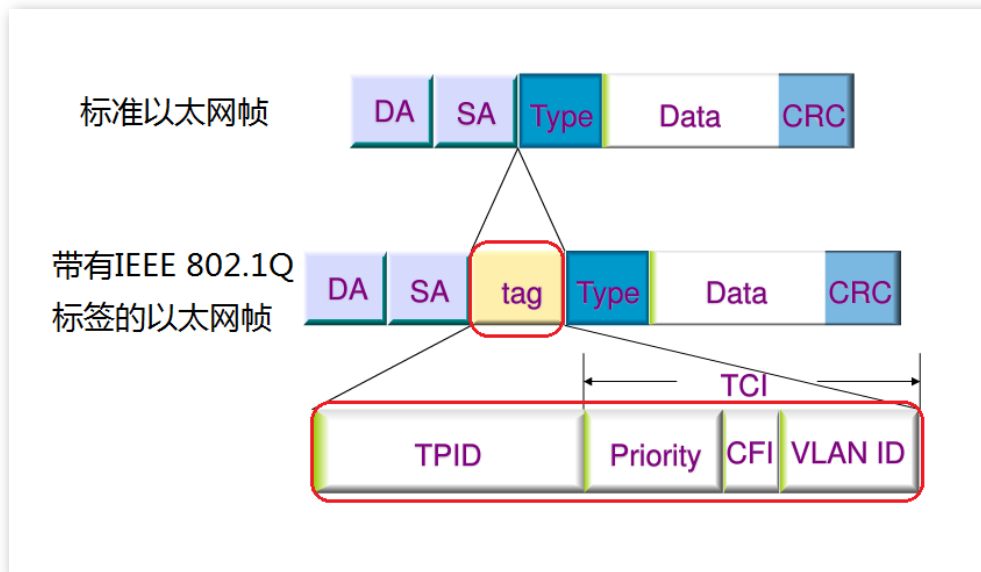 标准以太网帧
DA SA Type Data CRC
带有IEEE 802.1Q
标签的以太网帧
DA SA tag Type Data CRC
TCI
TPID Priority CFI VLAN ID